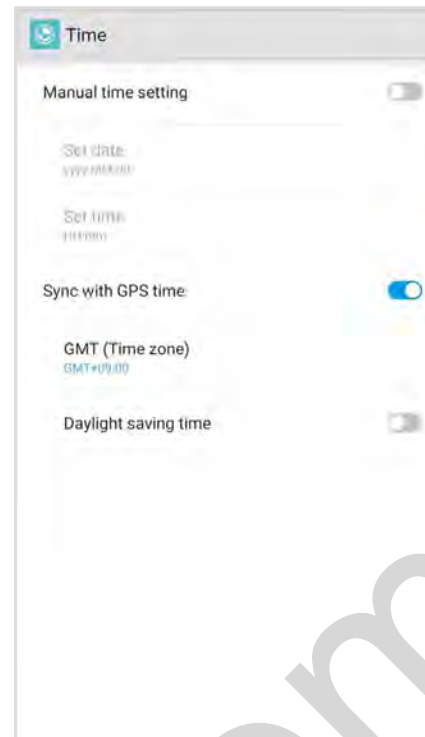 Time
Manual time setting
Set date
Set time
Sync with GPS time
GMT (Time zone)
GMT+09:00
Daylight saving time